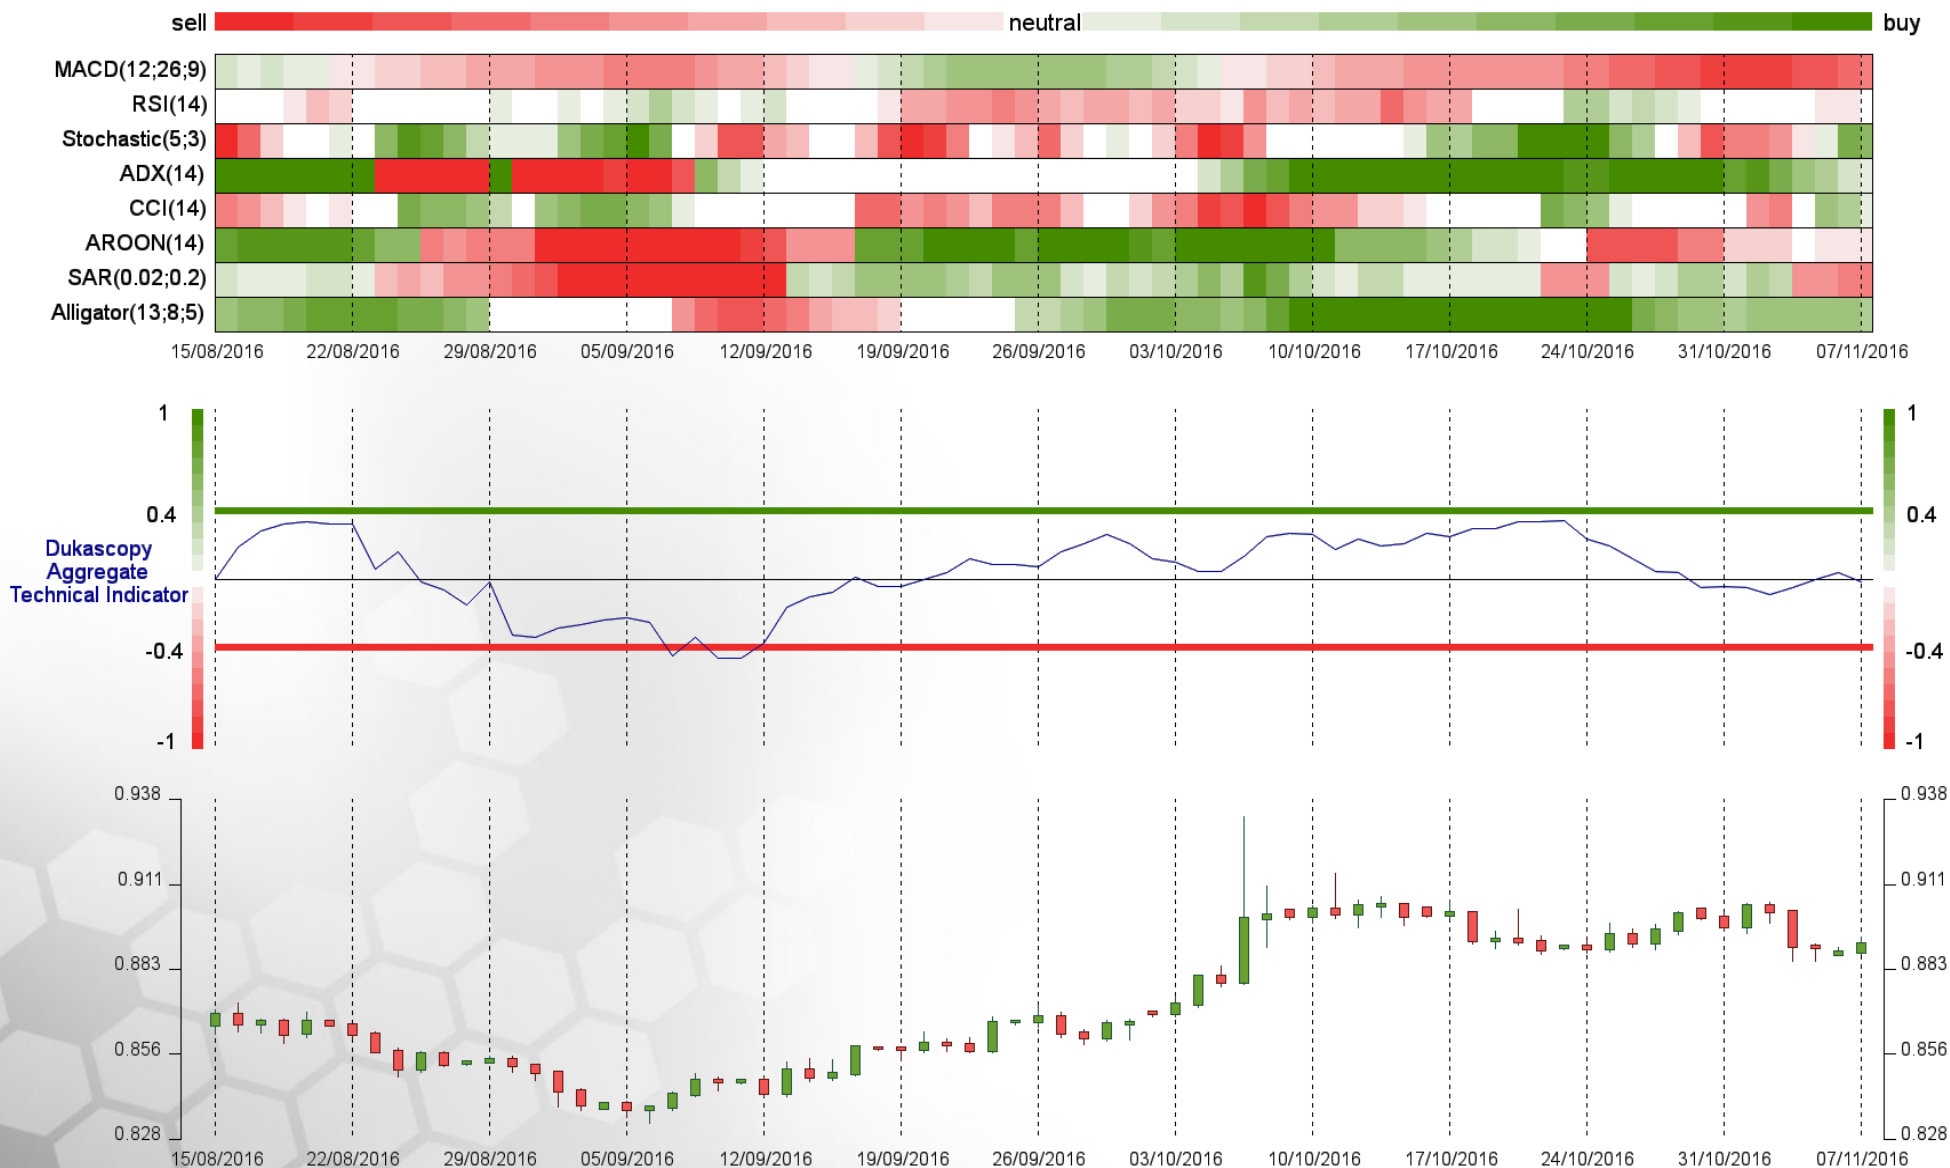 sell neutral buy
MACD(12;26;9)
RSI(14)
Stochastic(5;3)
ADX(14)
CCI(14)
AROON(14)
SAR(0.02;0.2)
Alligator(13;8;5)
15/08/2016 22/08/2016 29/08/2016 05/09/2016 12/09/2016 19/09/2016 26/09/2016 03/10/2016 10/10/2016 17/10/2016 24/10/2016 31/10/2016 07/11/2016
1 1
0.4 0.4
Dukascopy
Aggregate
Technical Indicator
-0.4 -0.4
-1 -1
0.938 0.938
0.911 0.911
0.883 0.883
0.856 0.856
0.828 0.828
15/08/2016 22/08/2016 29/08/2016 05/09/2016 12/09/2016 19/09/2016 26/09/2016 03/10/2016 10/10/2016 17/10/2016 24/10/2016 31/10/2016 07/11/2016